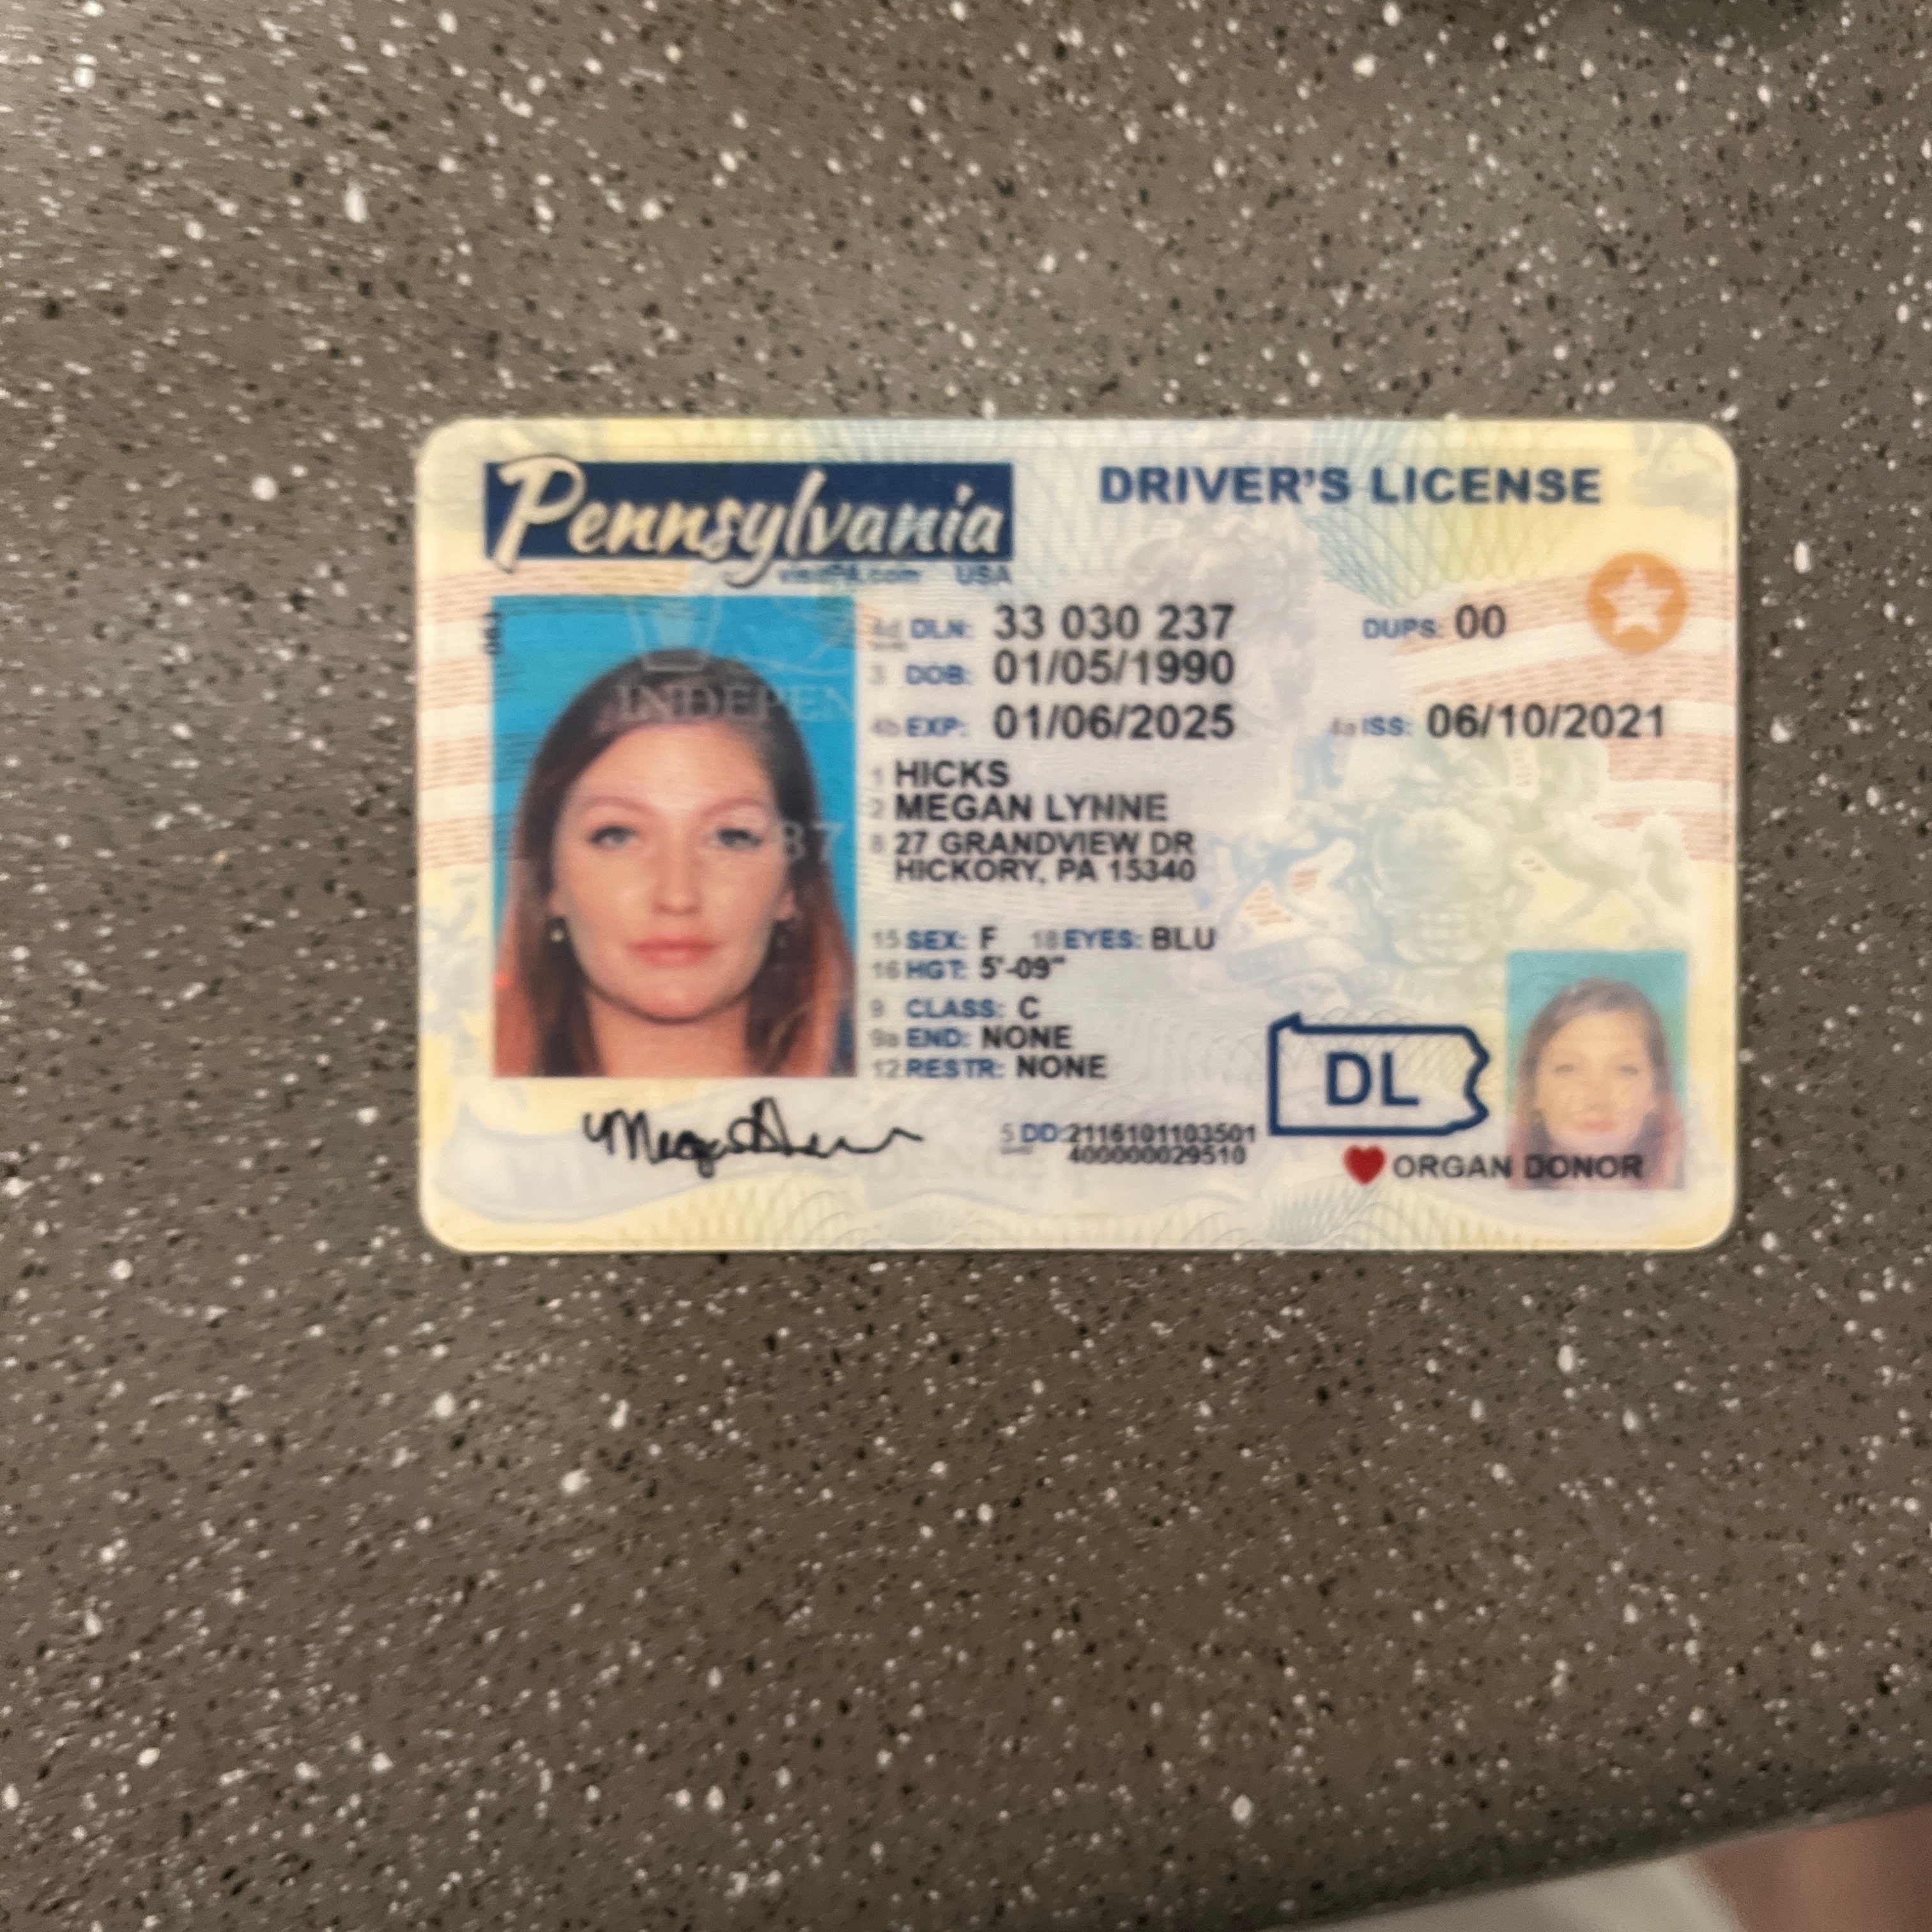 Pennsylvania
visitPA.com USA
DRIVER'S LICENSE
4d DLN: 33 030 237 DUPS: 00
3 DOB: 01/05/1990
4b EXP: 01/06/2025 4a ISS: 06/10/2021
1 HICKS
2 MEGAN LYNNE
8 27 GRANDVIEW DR
HICKORY, PA 15340
15 SEX: F 18 EYES: BLU
16 HGT: 5'-09"
9 CLASS: C
9a END: NONE
12 RESTR: NONE
5 DD: 2116101103501
400000029510
DL
ORGAN DONOR
INDEPEN